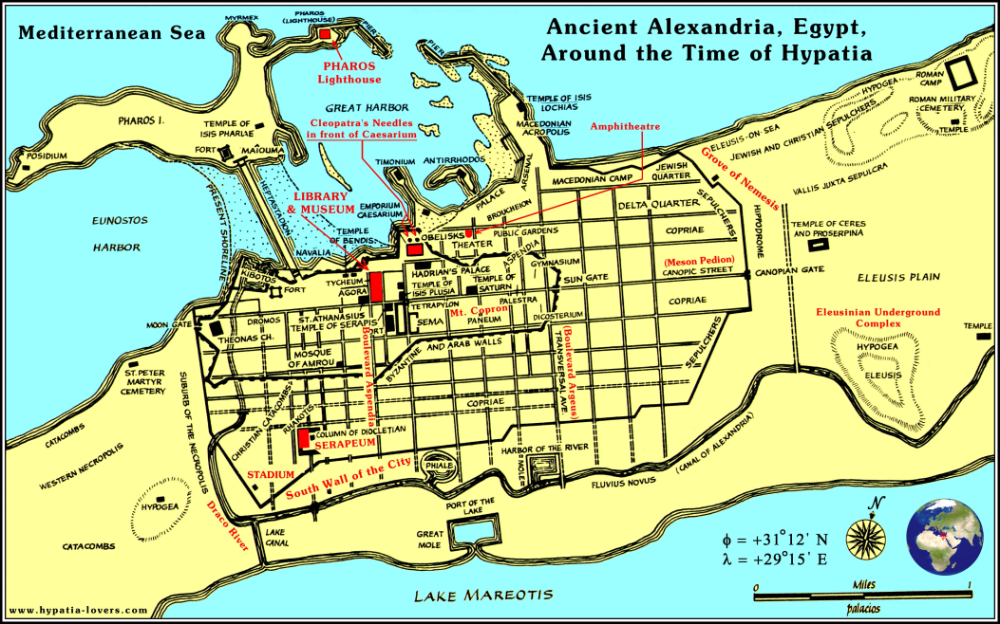 Mediterranean Sea
Ancient Alexandria, Egypt,
Around the Time of Hypatia
MYRMEX
PHAROS
(LIGHTHOUSE)
PIER
PIER
PHAROS
Lighthouse
GREAT HARBOR
Cleopatra's Needles
in front of Caesarium
TEMPLE OF ISIS
LOCHIAS
MACEDONIAN
ACROPOLIS
Amphitheatre
ELEUSIS-ON-SEA
JEWISH AND CHRISTIAN SEPULCHERS
HYPOGEA
ROMAN
CAMP
ROMAN MILITARY
CEMETERY
TEMPLE
PHAROS I.
TEMPLE OF
ISIS PHARIAE
FORT
MAIOUMA
POSIDIUM
HEPTASTADION
PRESENT SHORELINE
EUNOSTOS
HARBOR
TIMONIUM
ANTIRRHODOS
ARSENAL
PALACE
BROUCHEION
MACEDONIAN CAMP
JEWISH
QUARTER
Grove of Nemesis
VALLIS JUXTA SEPULCRA
LIBRARY
& MUSEUM
EMPORIUM
CAESARIUM
TEMPLE
OF BENDIS
NAVALIA
OBELISKS
THEATER
PUBLIC GARDENS
DELTA QUARTER
SEPULCHERS
HIPPODROME
TEMPLE OF CERES
AND PROSERPINA
COPRIAE
ASPENDIA
GYMNASIUM
(Meson Pedion)
CANOPIC STREET
CANOPIAN GATE
ELEUSIS PLAIN
KIBOTOS
FORT
TYCHEUM
AGORA
HADRIAN'S PALACE
TEMPLE OF
ISIS PLUSIA
TEMPLE OF
SATURN
SUN GATE
TETRAPYLON
PALESTRA
Mt. Copron
PANEUM
DICOSTERIUM
COPRIAE
MOON GATE
DROMOS
ST. ATHANASIUS
TEMPLE OF SERAPIS
FORT
SEMA
THEONAS CH.
MOSQUE
OF AMROU
BYZANTINE AND ARAB WALLS
Boulevard Aspendia
(Boulevard Argeus)
TRANSVERSAL AVE.
SEPULCHERS
Eleusinian Underground
Complex
HYPOGEA
ELEUSIS
TEMPLE
ST. PETER
MARTYR
CEMETERY
SUBURB OF THE NECROPOLIS
CHRISTIAN CATACOMBS
RHAKOTIS
COPRIAE
COLUMN OF DIOCLETIAN
SERAPEUM
STADIUM
South Wall of the City
PHIALE
HARBOR OF THE RIVER
MOLE
FLUVIUS NOVUS
(CANAL OF ALEXANDRIA)
CATACOMBS
WESTERN NECROPOLIS
HYPOGEA
CATACOMBS
Draco River
LAKE
CANAL
PORT OF THE
LAKE
GREAT
MOLE
LAKE MAREOTIS
N
ϕ = +31°12' N
λ = +29°15' E
0
Miles
1
palacios
www.hypatia-lovers.com